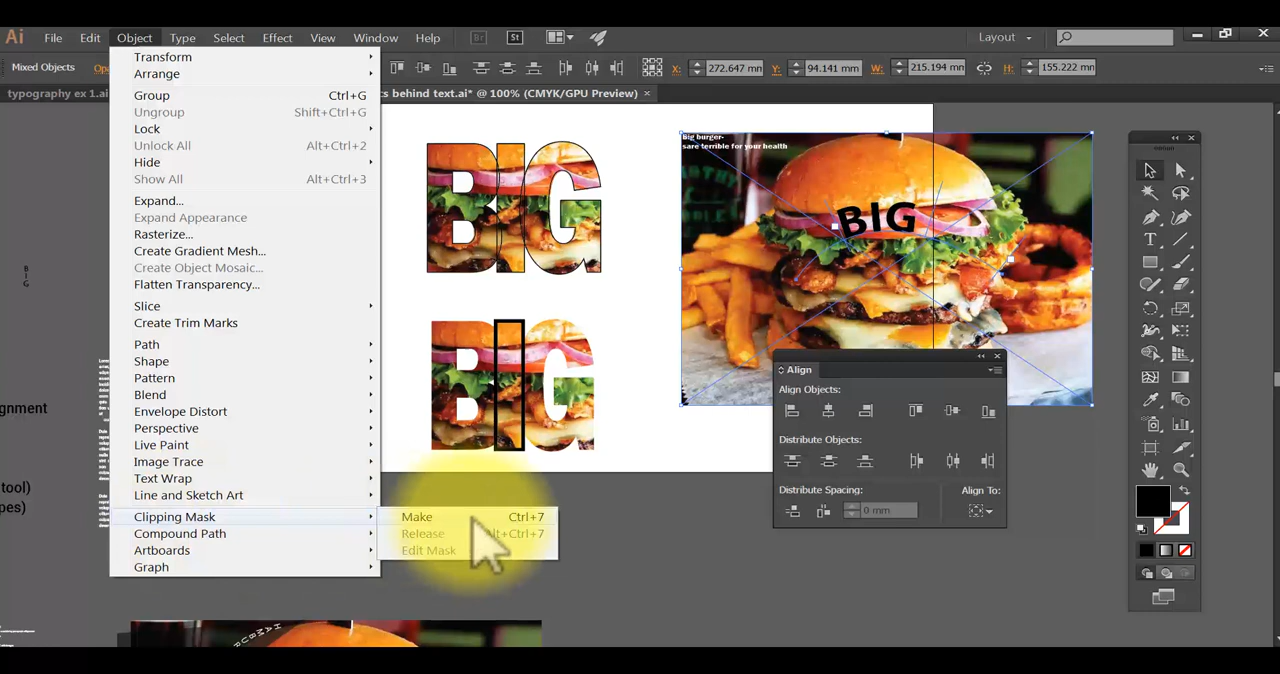 Ai File Edit Object Type Select Effect View Window Help Br St Layout
Mixed Objects X: 272.647 mm Y: 94.141 mm W: 215.194 mm H: 155.222 mm
typography ex 1.ai s behind text.ai* @ 100% (CMYK/GPU Preview) ×
Transform
Arrange
Group Ctrl+G
Ungroup Shift+Ctrl+G
Lock
Unlock All Alt+Ctrl+2
Hide
Show All Alt+Ctrl+3
Expand...
Expand Appearance
Rasterize...
Create Gradient Mesh...
Create Object Mosaic...
Flatten Transparency...
Slice
Create Trim Marks
Path
Shape
Pattern
Blend
Envelope Distort
Perspective
Live Paint
Image Trace
Text Wrap
Line and Sketch Art
Clipping Mask
Compound Path
Artboards
Graph
Make Ctrl+7
Release Alt+Ctrl+7
Edit Mask
BIG
BIG
Big burger-
sare terrible for your health
BIG
Align
Align Objects:
Distribute Objects:
Distribute Spacing: Align To:
0 mm
B
I
G
gnment
tool)
pes)
HAMBUR